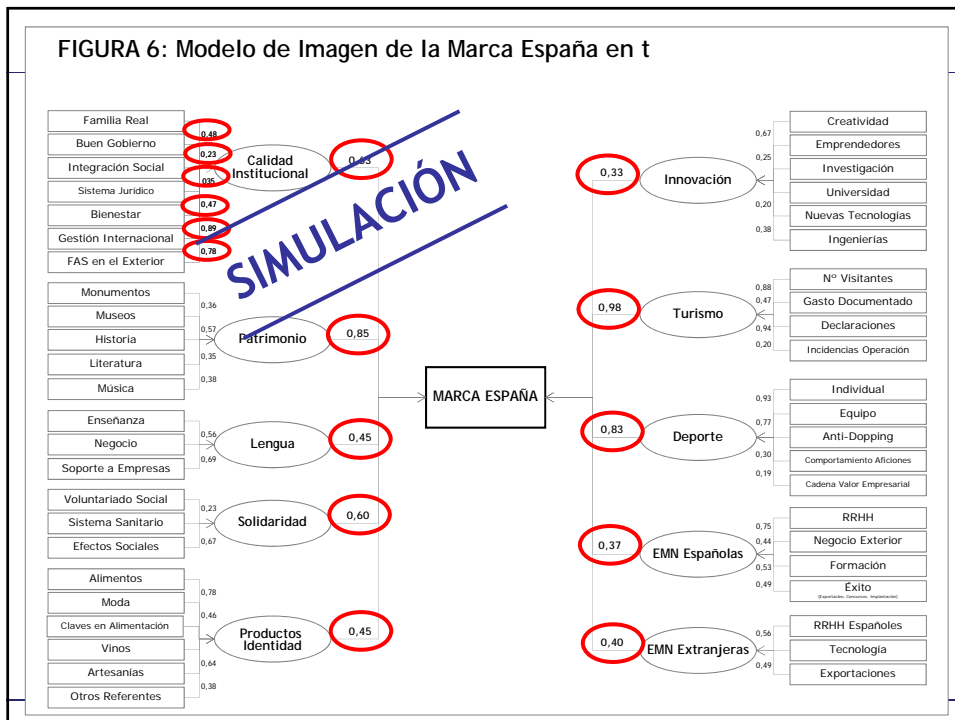 FIGURA 6: Modelo de Imagen de la Marca España en t
Familia Real
Buen Gobierno
Integración Social
Sistema Jurídico
Bienestar
Gestión Internacional
FAS en el Exterior
0,48
0,23
035
0,47
0,89
0,78
Calidad
Institucional
0,63
SIMULACIÓN
Monumentos
Museos
Historia
Literatura
Música
0,36
0,57
0,35
0,38
Patrimonio
0,85
Enseñanza
Negocio
Soporte a Empresas
0,56
0,69
Lengua
0,45
Voluntariado Social
Sistema Sanitario
Efectos Sociales
0,23
0,67
Solidaridad
0,60
Alimentos
Moda
Claves en Alimentación
Vinos
Artesanías
Otros Referentes
0,78
0,46
0,64
0,38
Productos
Identidad
0,45
MARCA ESPAÑA
0,33
Innovación
0,67
0,25
0,20
0,38
Creatividad
Emprendedores
Investigación
Universidad
Nuevas Tecnologías
Ingenierías
0,98
Turismo
0,88
0,47
0,94
0,20
Nº Visitantes
Gasto Documentado
Declaraciones
Incidencias Operación
0,83
Deporte
0,93
0,77
0,30
0,19
Individual
Equipo
Anti-Dopping
Comportamiento Aficiones
Cadena Valor Empresarial
0,37
EMN Españolas
0,75
0,44
0,53
0,49
RRHH
Negocio Exterior
Formación
Éxito
(Exportación, Concursos, Implantación)
0,40
EMN Extranjeras
0,56
0,49
RRHH Españoles
Tecnología
Exportaciones